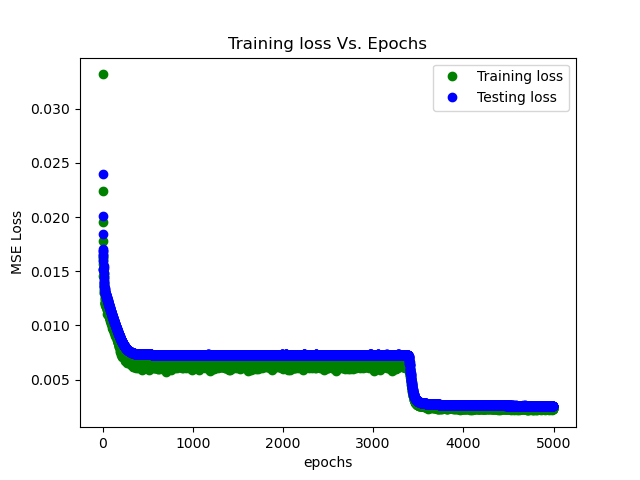 Training loss Vs. Epochs
Training loss
Testing loss
MSE Loss
0.030
0.025
0.020
0.015
0.010
0.005
0 1000 2000 3000 4000 5000
epochs